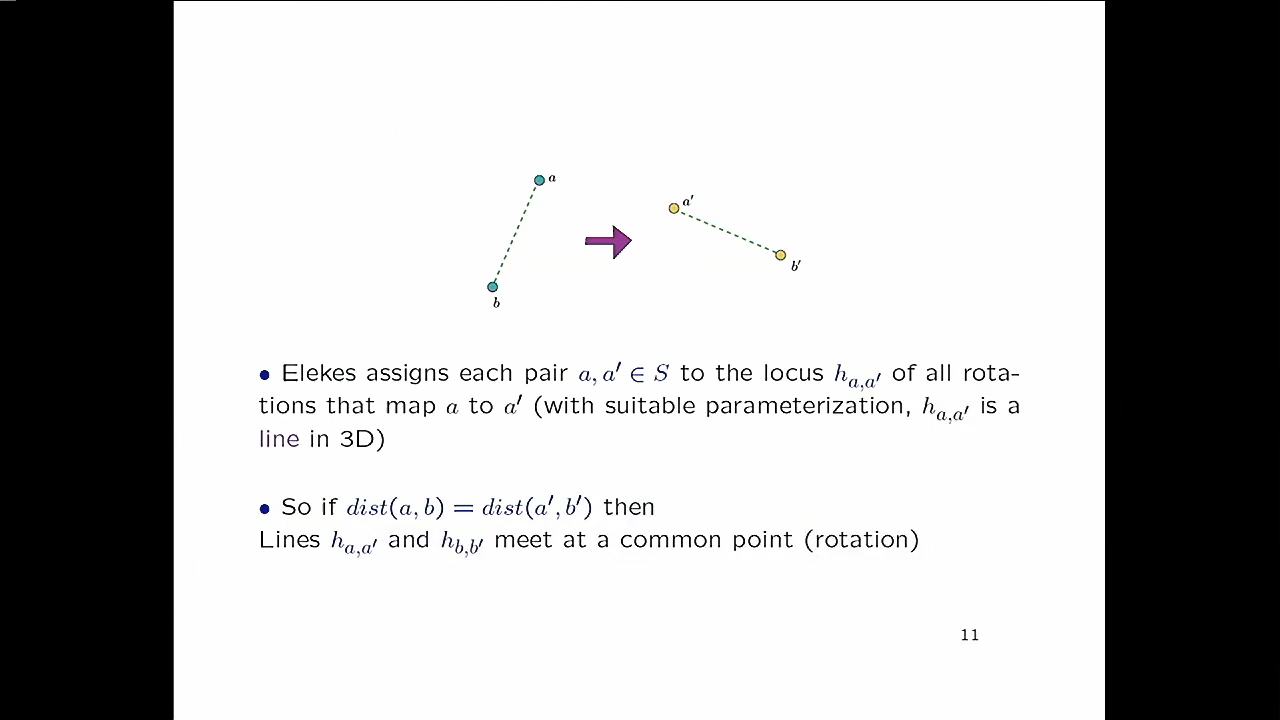 a
a′
b′
b
• Elekes assigns each pair a, a′ ∈ S to the locus h_{a,a′} of all rota-
tions that map a to a′ (with suitable parameterization, h_{a,a′} is a
line in 3D)
• So if dist(a, b) = dist(a′, b′) then
Lines h_{a,a′} and h_{b,b′} meet at a common point (rotation)
11